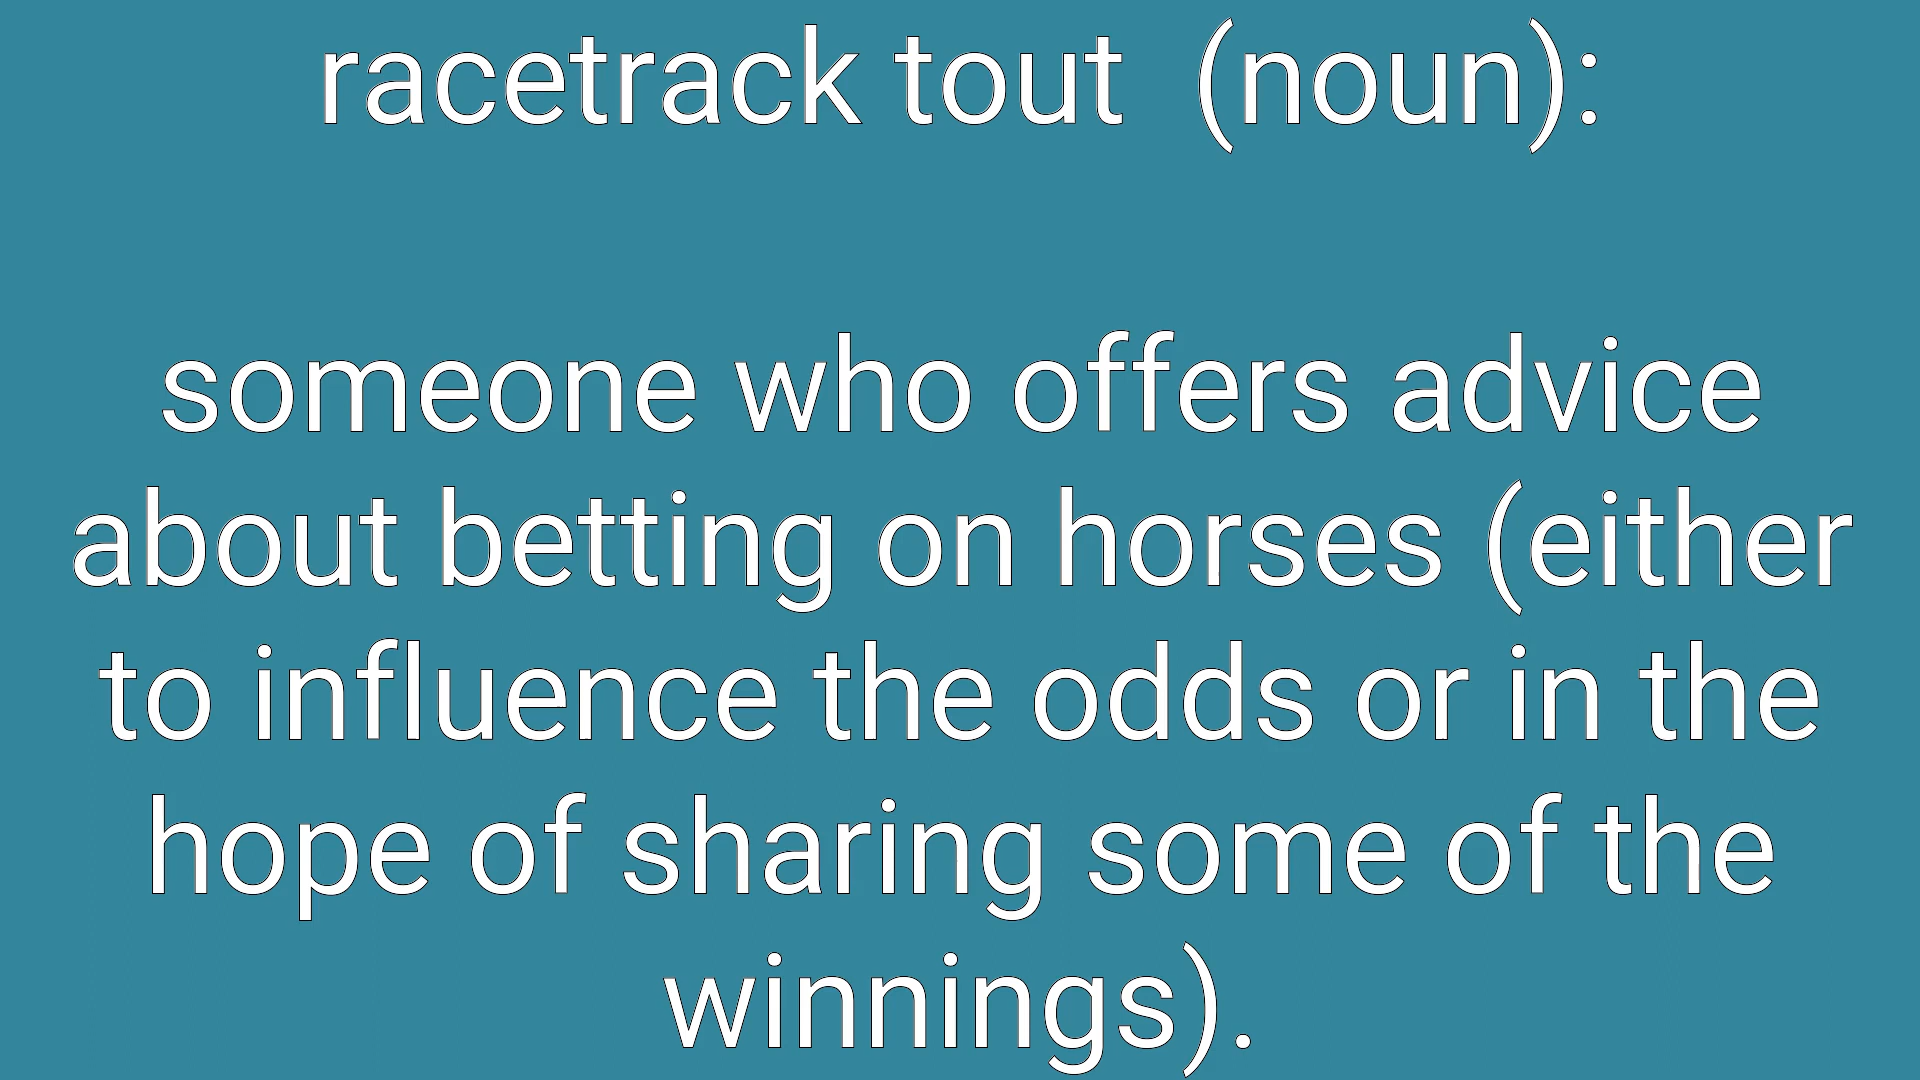 racetrack tout  (noun):
someone who offers advice
about betting on horses (either
to influence the odds or in the
hope of sharing some of the
winnings).